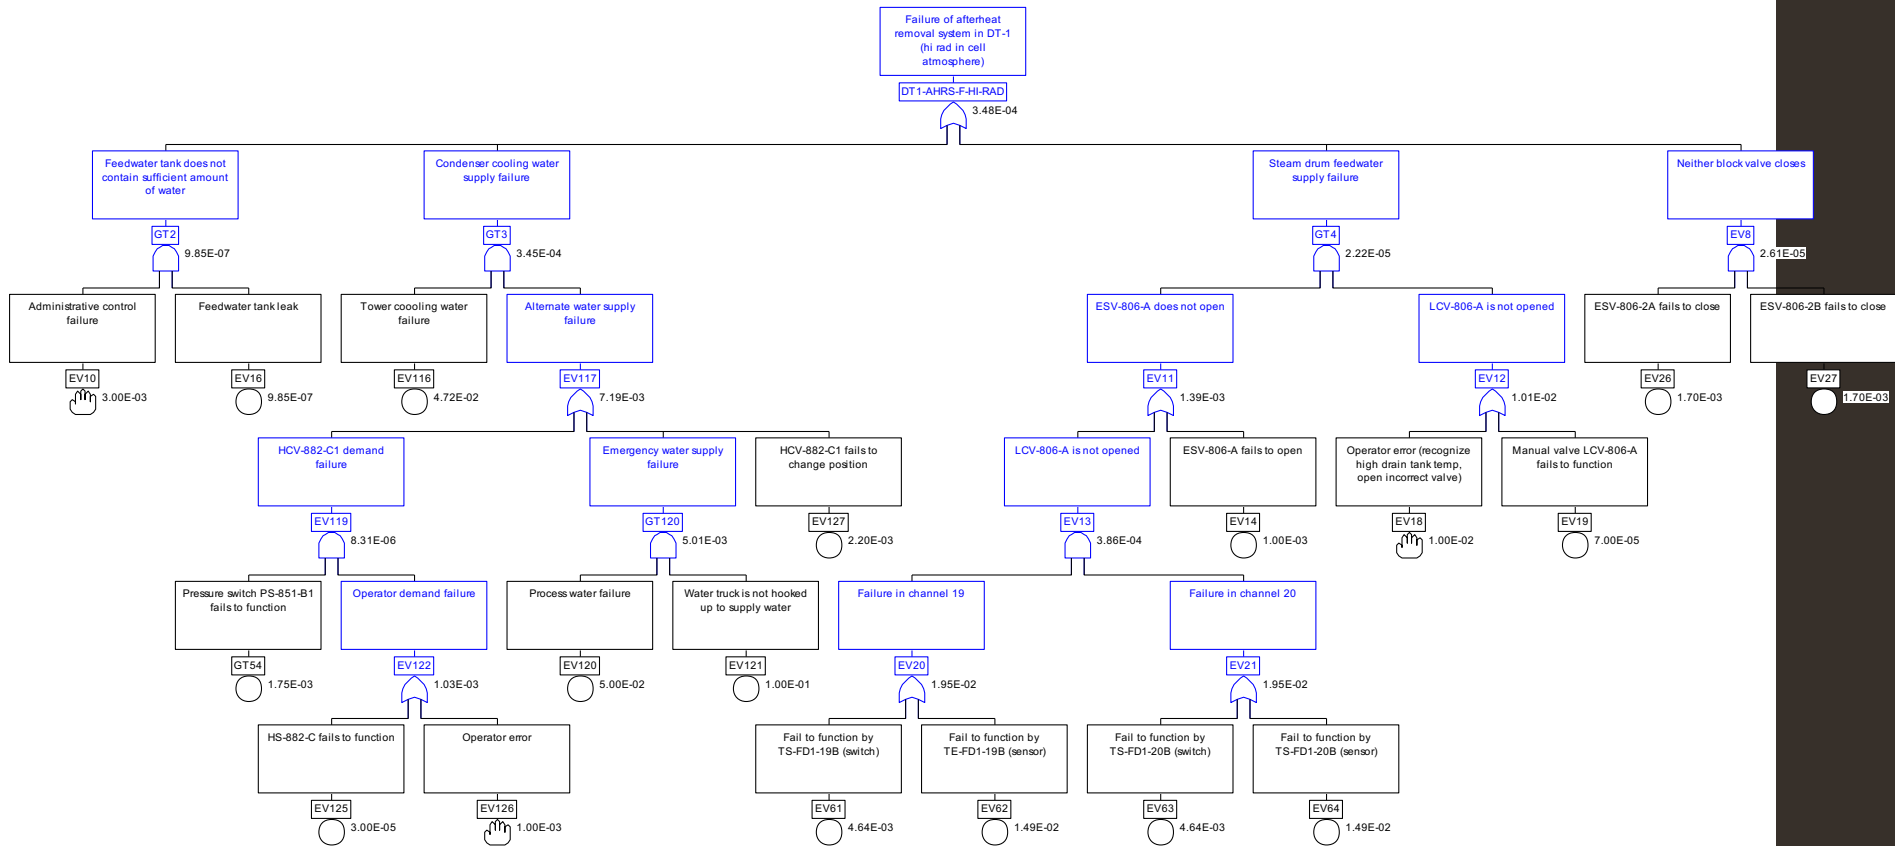 Failure of afterheat
removal system in DT-1
(hi rad in cell
atmosphere)
DT1-AHRS-F-HI-RAD
3.48E-04
Feedwater tank does not
contain sufficient amount
of water
GT2
9.85E-07
Condenser cooling water
supply failure
GT3
3.45E-04
Steam drum feedwater
supply failure
GT4
2.22E-05
Neither block valve closes
EV8
2.61E-05
Administrative control
failure
EV10
3.00E-03
Feedwater tank leak
EV16
9.85E-07
Tower coooling water
failure
EV116
4.72E-02
Alternate water supply
failure
EV117
7.19E-03
ESV-806-A does not open
EV11
1.39E-03
LCV-806-A is not opened
EV12
1.01E-02
ESV-806-2A fails to close
EV26
1.70E-03
ESV-806-2B fails to close
EV27
1.70E-03
HCV-882-C1 demand
failure
EV119
8.31E-06
Emergency water supply
failure
GT120
5.01E-03
HCV-882-C1 fails to
change position
EV127
2.20E-03
LCV-806-A is not opened
EV13
3.86E-04
ESV-806-A fails to open
EV14
1.00E-03
Operator error (recognize
high drain tank temp,
open incorrect valve)
EV18
1.00E-02
Manual valve LCV-806-A
fails to function
EV19
7.00E-05
Pressure switch PS-851-B1
fails to function
GT54
1.75E-03
Operator demand failure
EV122
1.03E-03
Process water failure
EV120
5.00E-02
Water truck is not hooked
up to supply water
EV121
1.00E-01
Failure in channel 19
EV20
1.95E-02
Failure in channel 20
EV21
1.95E-02
HS-882-C fails to function
EV125
3.00E-05
Operator error
EV126
1.00E-03
Fail to function by
TS-FD1-19B (switch)
EV61
4.64E-03
Fail to function by
TE-FD1-19B (sensor)
EV62
1.49E-02
Fail to function by
TS-FD1-20B (switch)
EV63
4.64E-03
Fail to function by
TS-FD1-20B (sensor)
EV64
1.49E-02